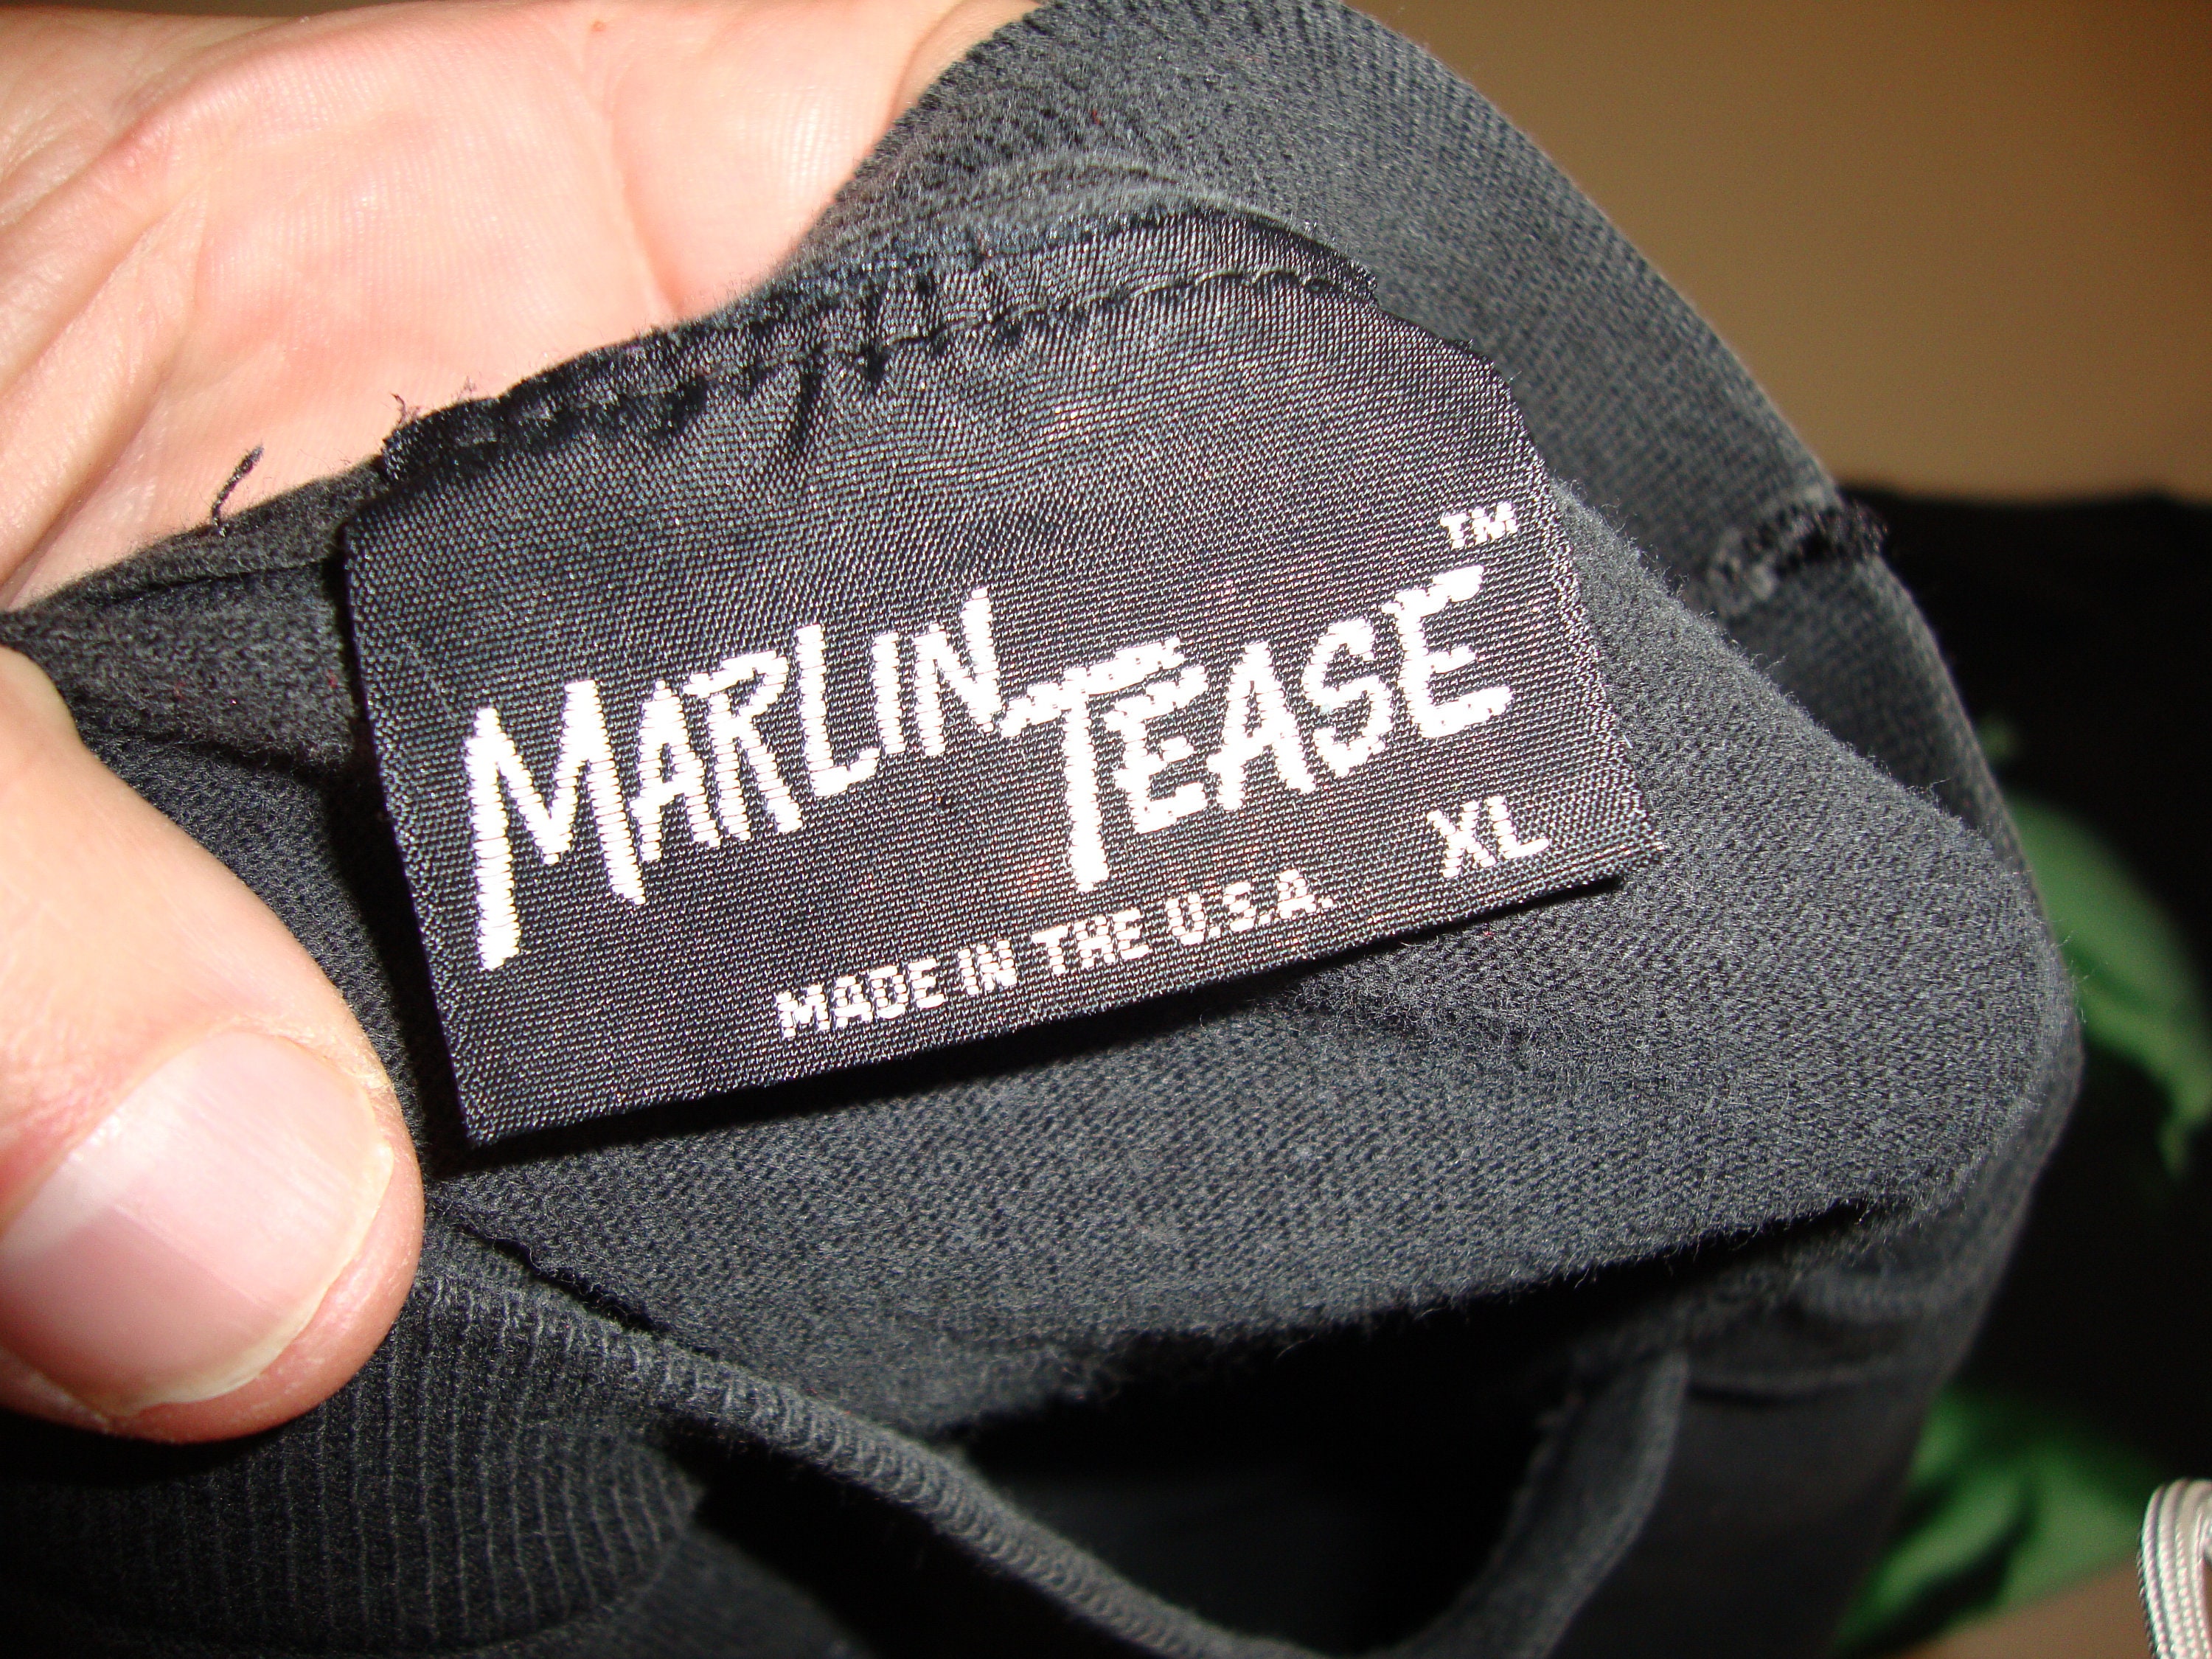 MARLIN TEASE™
XL
MADE IN THE U.S.A.